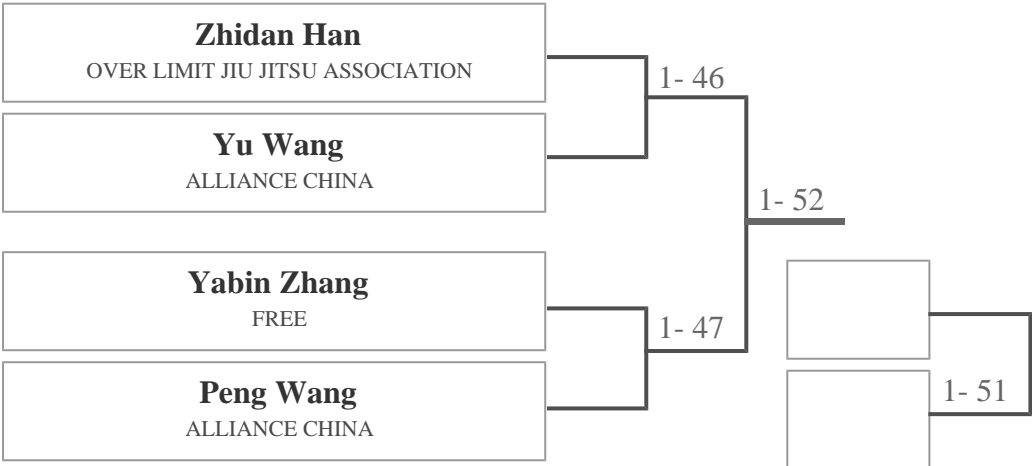 Zhidan Han
OVER LIMIT JIU JITSU ASSOCIATION
1- 46
Yu Wang
ALLIANCE CHINA
1- 52
Yabin Zhang
FREE
1- 47
Peng Wang
ALLIANCE CHINA
1- 51